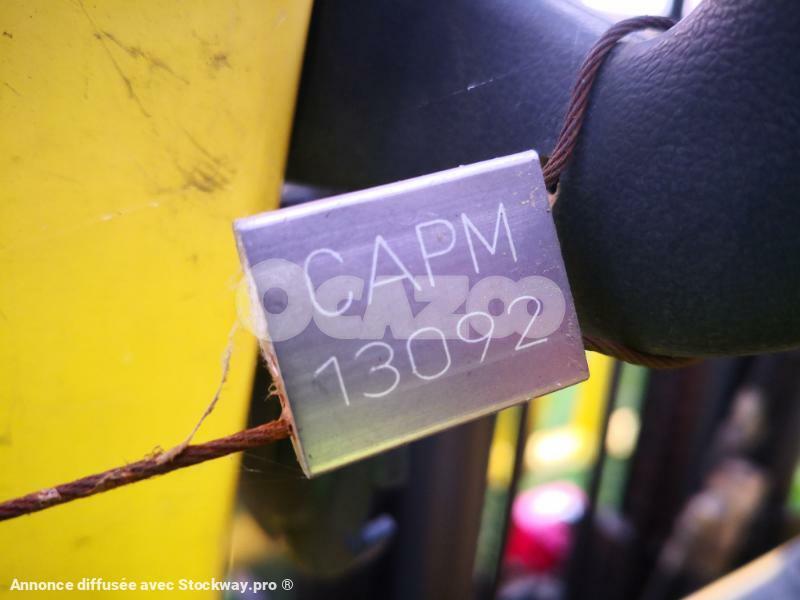 CAPM
OCAZOO
13092
Annonce diffusée avec Stockway.pro ®